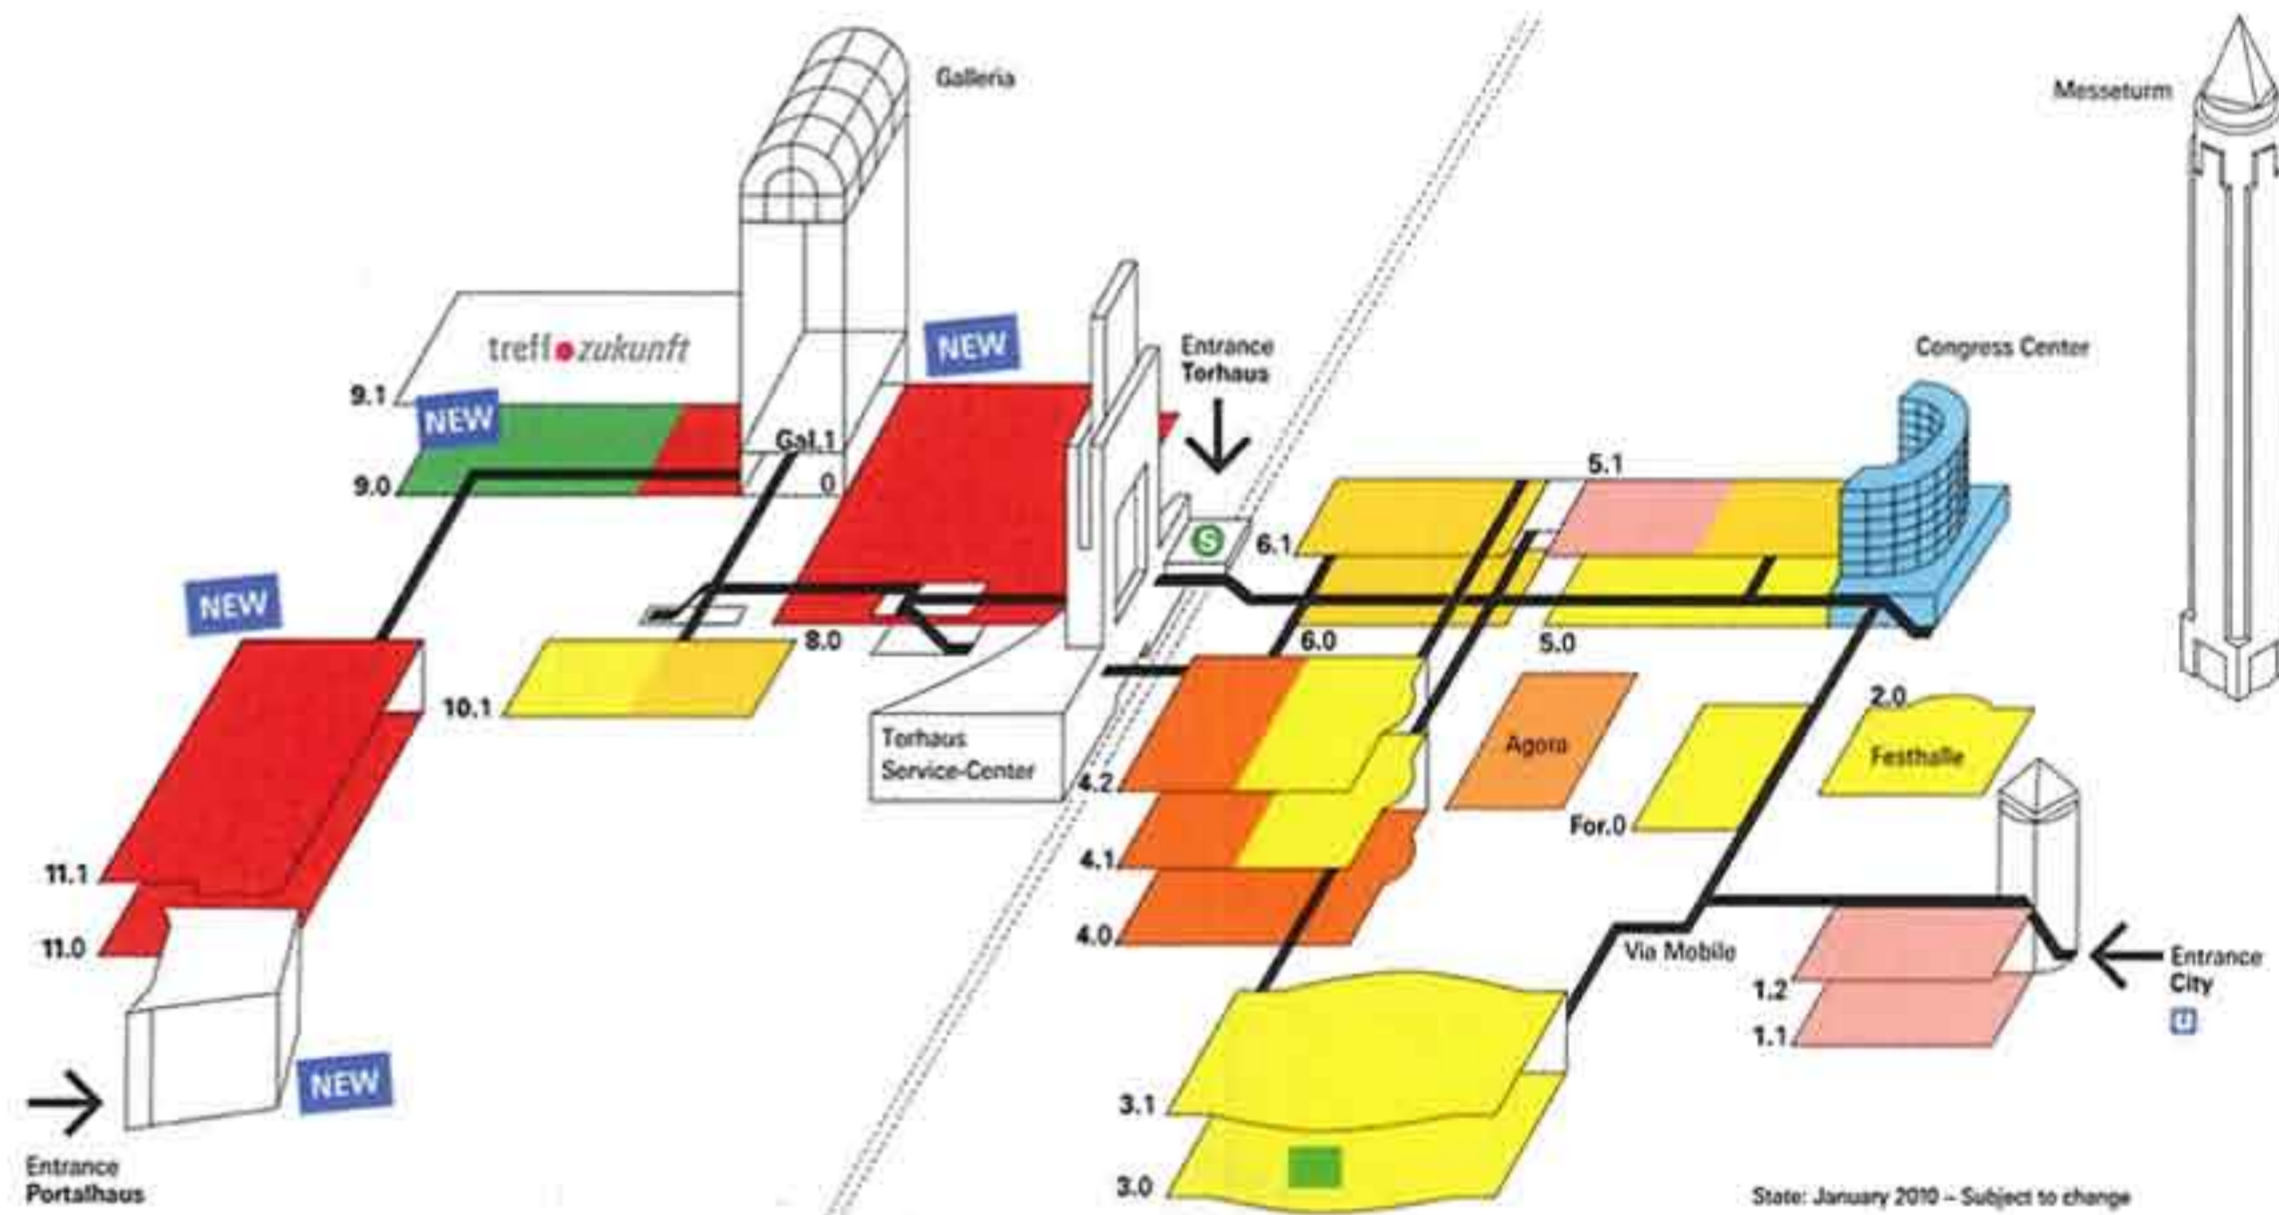 Galleria
Messeturm
NEW
Entrance
Torhaus
Congress Center
treff zukunft
9.1
NEW
Gal.1
5.1
9.0
0
6.1
S
NEW
8.0
6.0
5.0
10.1
2.0
Torhaus
Service-Center
4.2
Agora
Festhalle
For.0
11.1
4.1
11.0
4.0
Via Mobile
Entrance
City
1.2
U
1.1
NEW
3.1
Entrance
Portalhaus
3.0
State: January 2010 – Subject to change